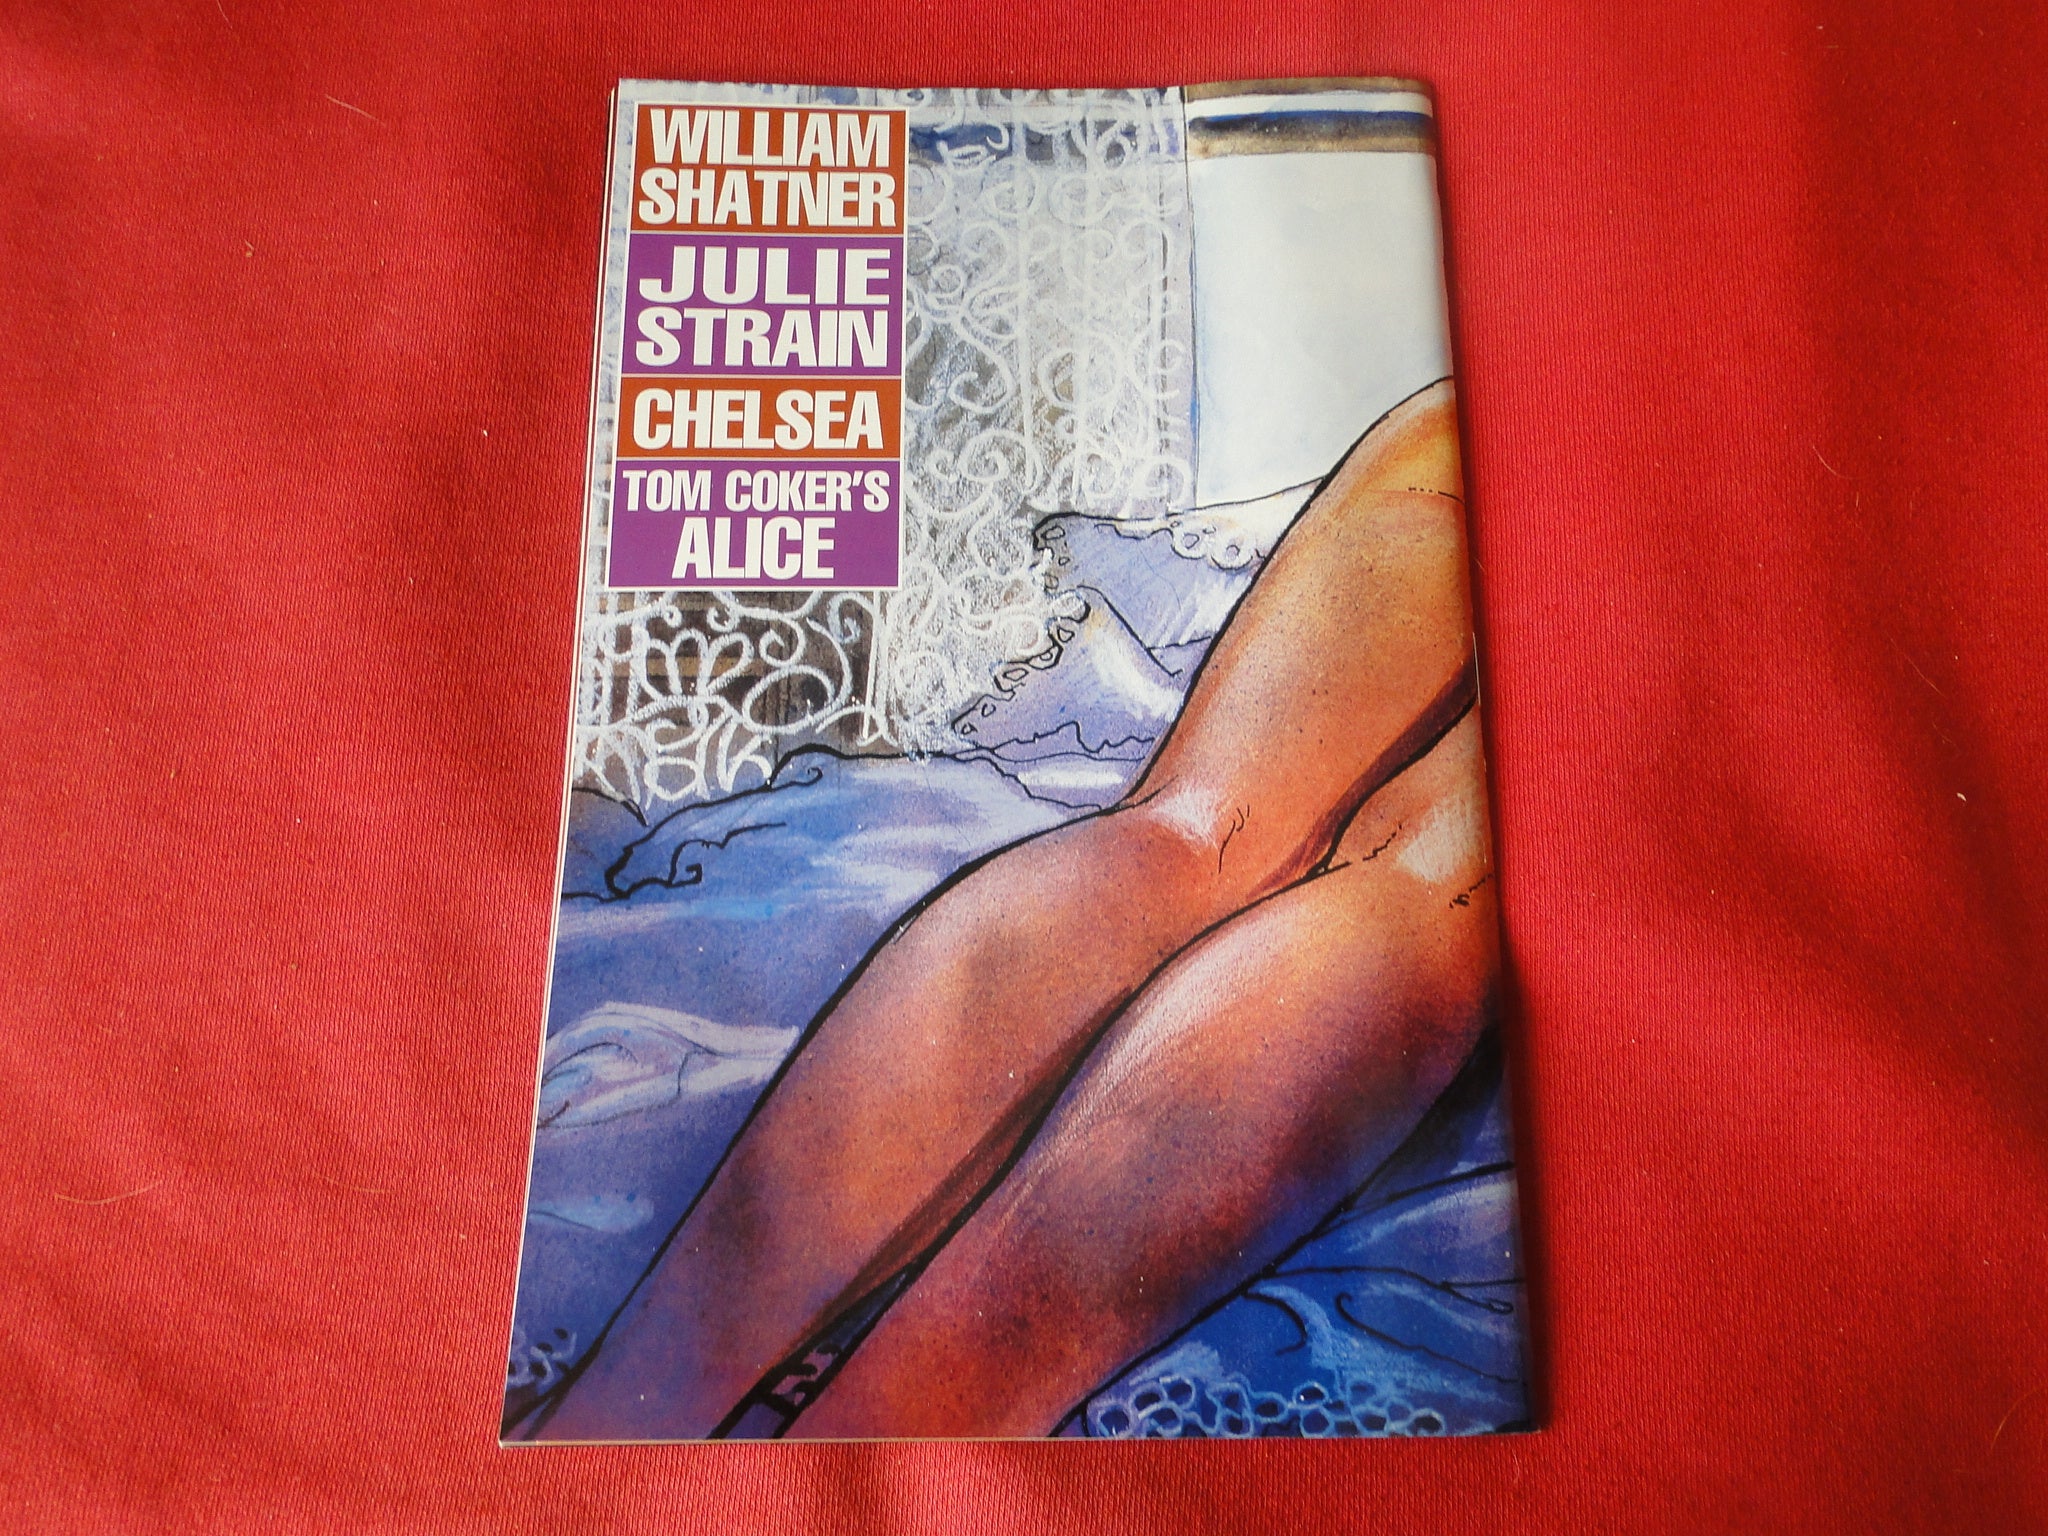 WILLIAM
SHATNER
JULIE
STRAIN
CHELSEA
TOM COKER'S
ALICE